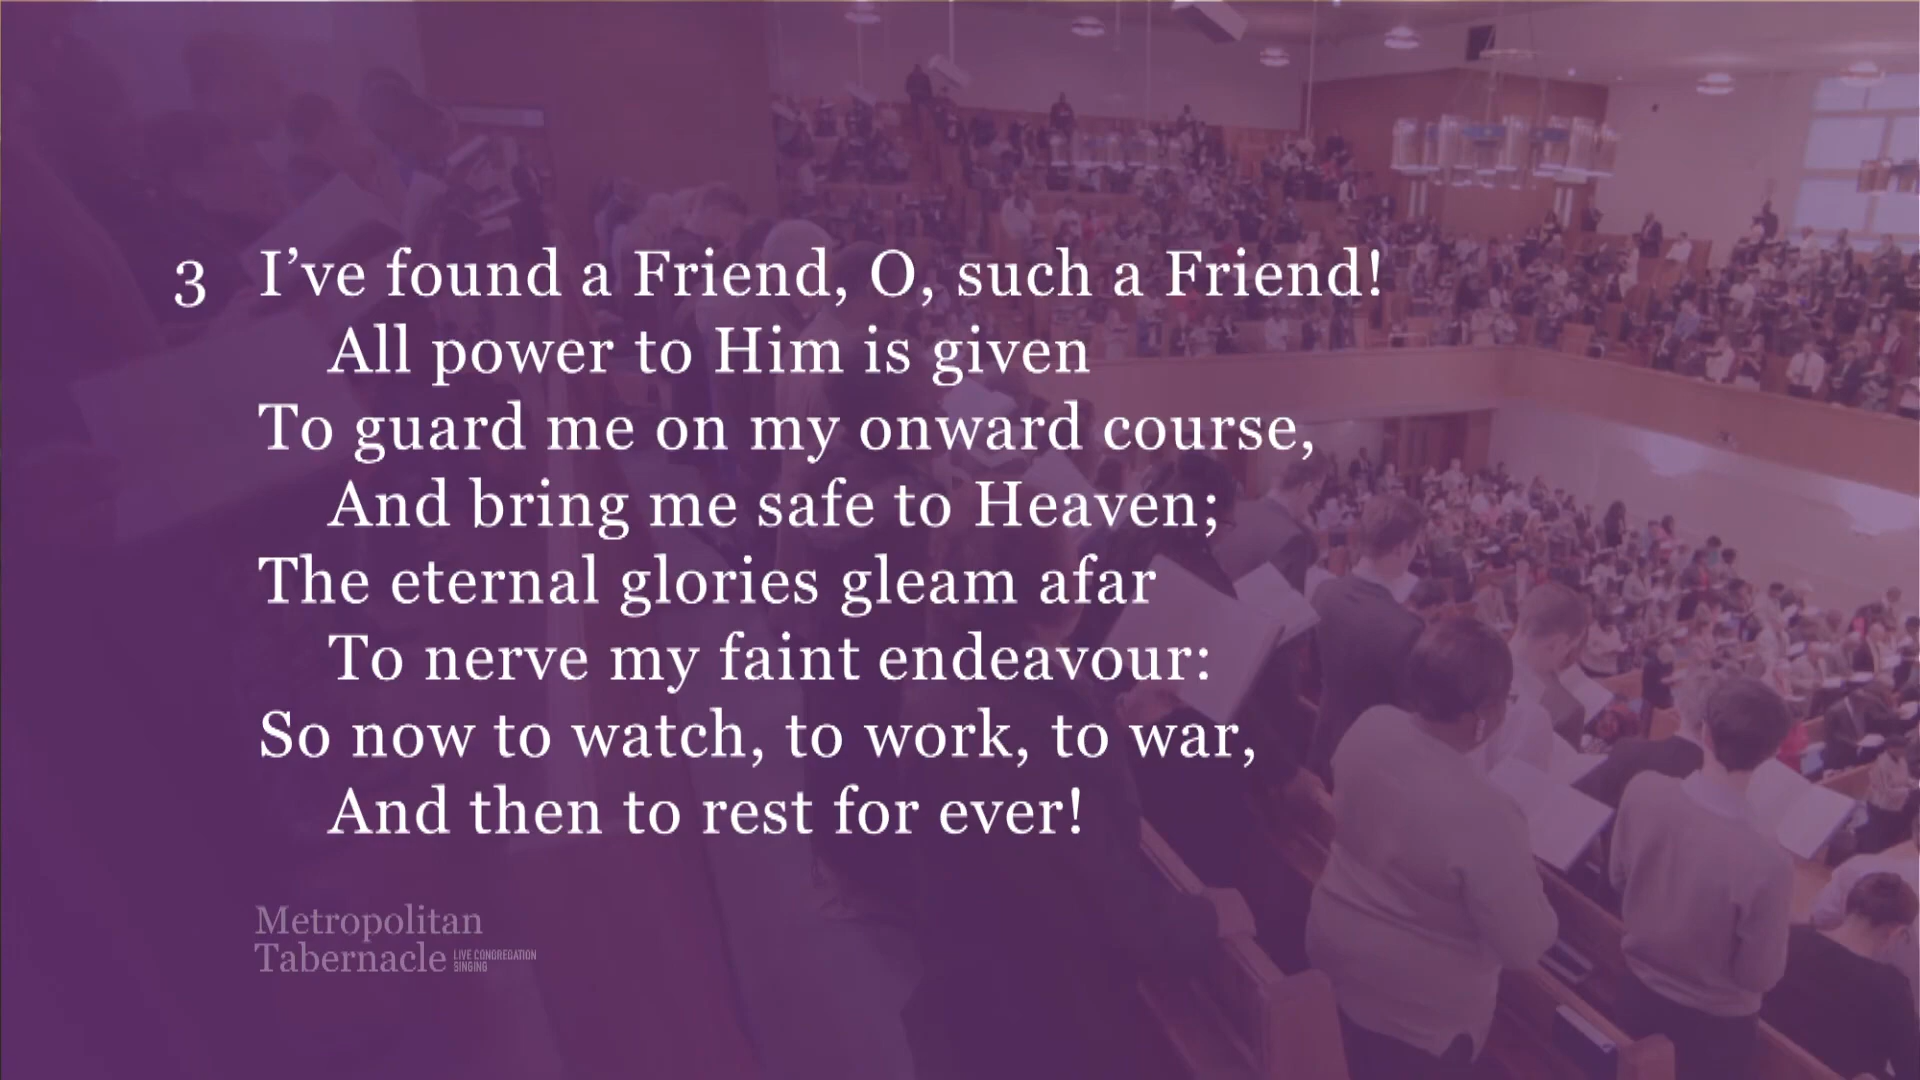 3 I’ve found a Friend, O, such a Friend!
All power to Him is given
To guard me on my onward course,
And bring me safe to Heaven;
The eternal glories gleam afar
To nerve my faint endeavour:
So now to watch, to work, to war,
And then to rest for ever!
Metropolitan
Tabernacle LIVE CONGREGATION
SINGING